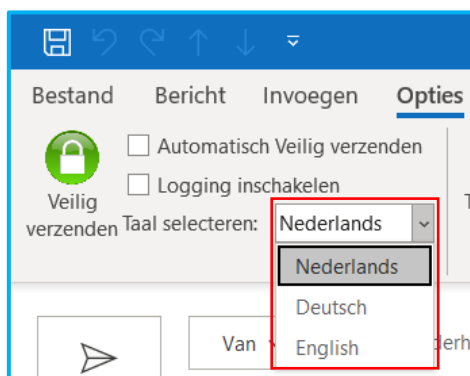 Bestand Bericht Invoegen Opties
Automatisch Veilig verzenden
Logging inschakelen
Veilig
verzenden
Taal selecteren: Nederlands
Nederlands
Deutsch
English
Van